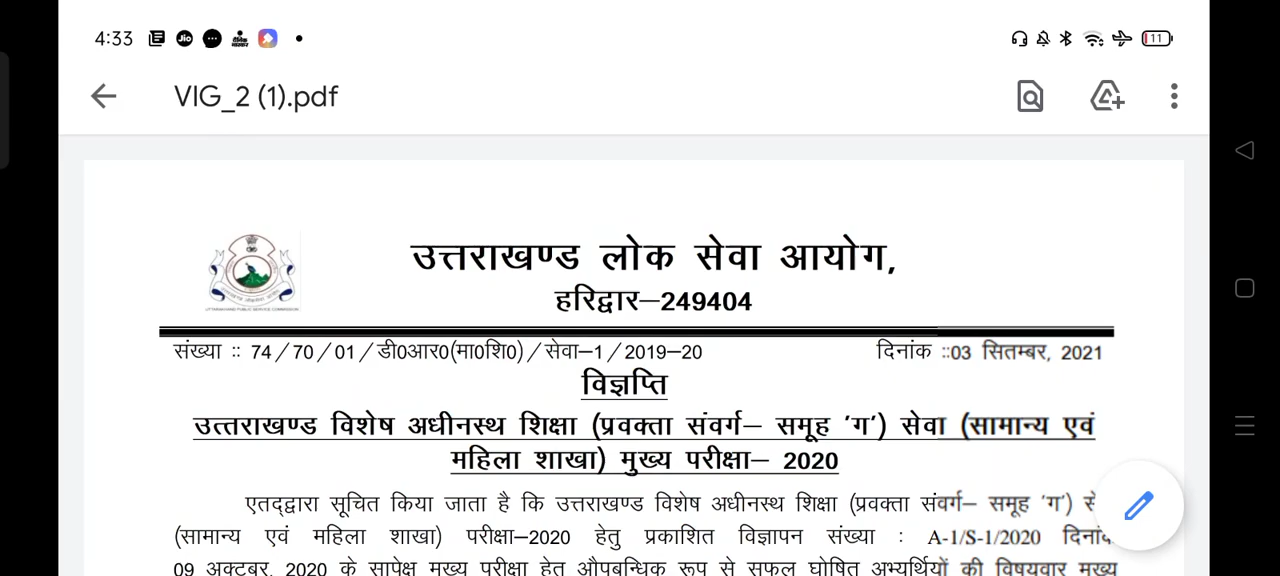 4:33
11
VIG_2 (1).pdf
उत्तराखण्ड लोक सेवा आयोग,
हरिद्वार–249404
संख्या :: 74/70/01/डी0आर0(मा0शि0)/सेवा–1/2019–20 दिनांक ::03 सितम्बर, 2021
विज्ञप्ति
उत्तराखण्ड विशेष अधीनस्थ शिक्षा (प्रवक्ता संवर्ग– समूह 'ग') सेवा (सामान्य एवं
महिला शाखा) मुख्य परीक्षा– 2020
एतद्द्वारा सूचित किया जाता है कि उत्तराखण्ड विशेष अधीनस्थ शिक्षा (प्रवक्ता संवर्ग– समूह 'ग')
(सामान्य एवं महिला शाखा) परीक्षा–2020 हेतु प्रकाशित विज्ञापन संख्या : A-1/S-1/2020
09 अक्टूबर, 2020 के सापेक्ष मुख्य परीक्षा हेतु औपबन्धिक रूप से सफल घोषित अभ्यर्थियों की विषयवार मुख्य